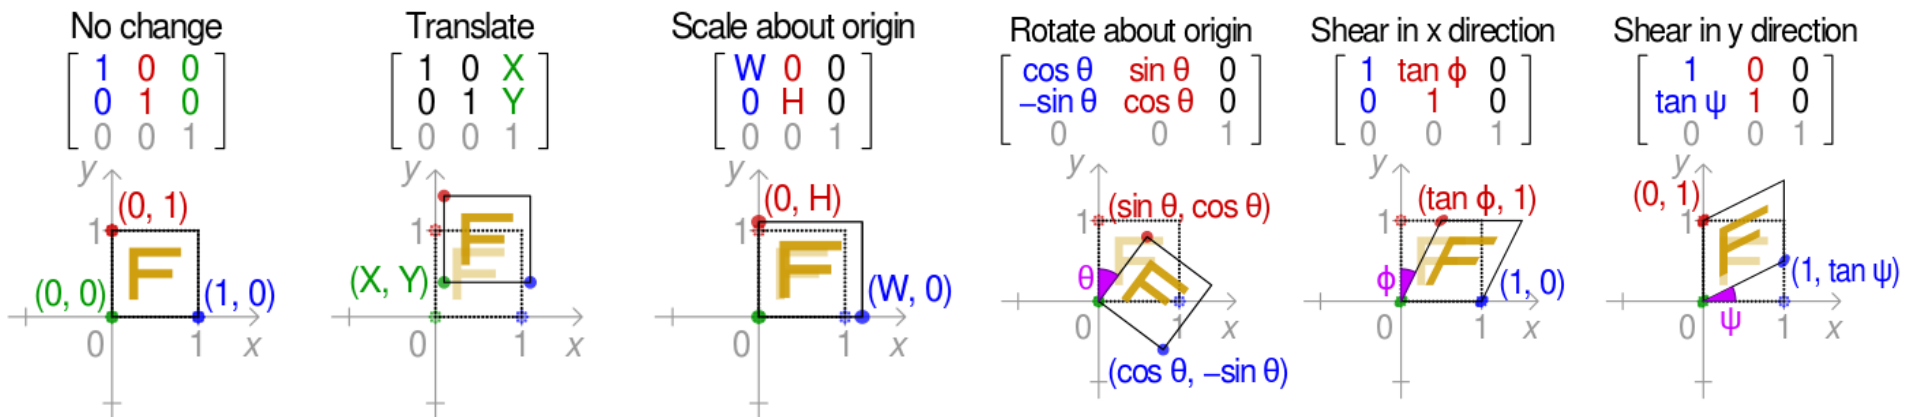 No change
1 0 0
0 1 0
0 0 1
y
(0, 1)
1
F
(0, 0)
(1, 0)
0
1
x
Translate
1 0 X
0 1 Y
0 0 1
y
1
F
F
(X, Y)
0
1
x
Scale about origin
W 0 0
0 H 0
0 0 1
y
(0, H)
1
F
F
(W, 0)
0
1
x
Rotate about origin
cos θ sin θ 0
−sin θ cos θ 0
0 0 1
y
1
(sin θ, cos θ)
F
F
θ
0
1
x
(cos θ, −sin θ)
Shear in x direction
1 tan ϕ 0
0 1 0
0 0 1
y
(tan ϕ, 1)
1
F
F
ϕ
(1, 0)
0
1
x
Shear in y direction
1 0 0
tan ψ 1 0
0 0 1
y
(0, 1)
1
F
F
(1, tan ψ)
0
ψ
1
x